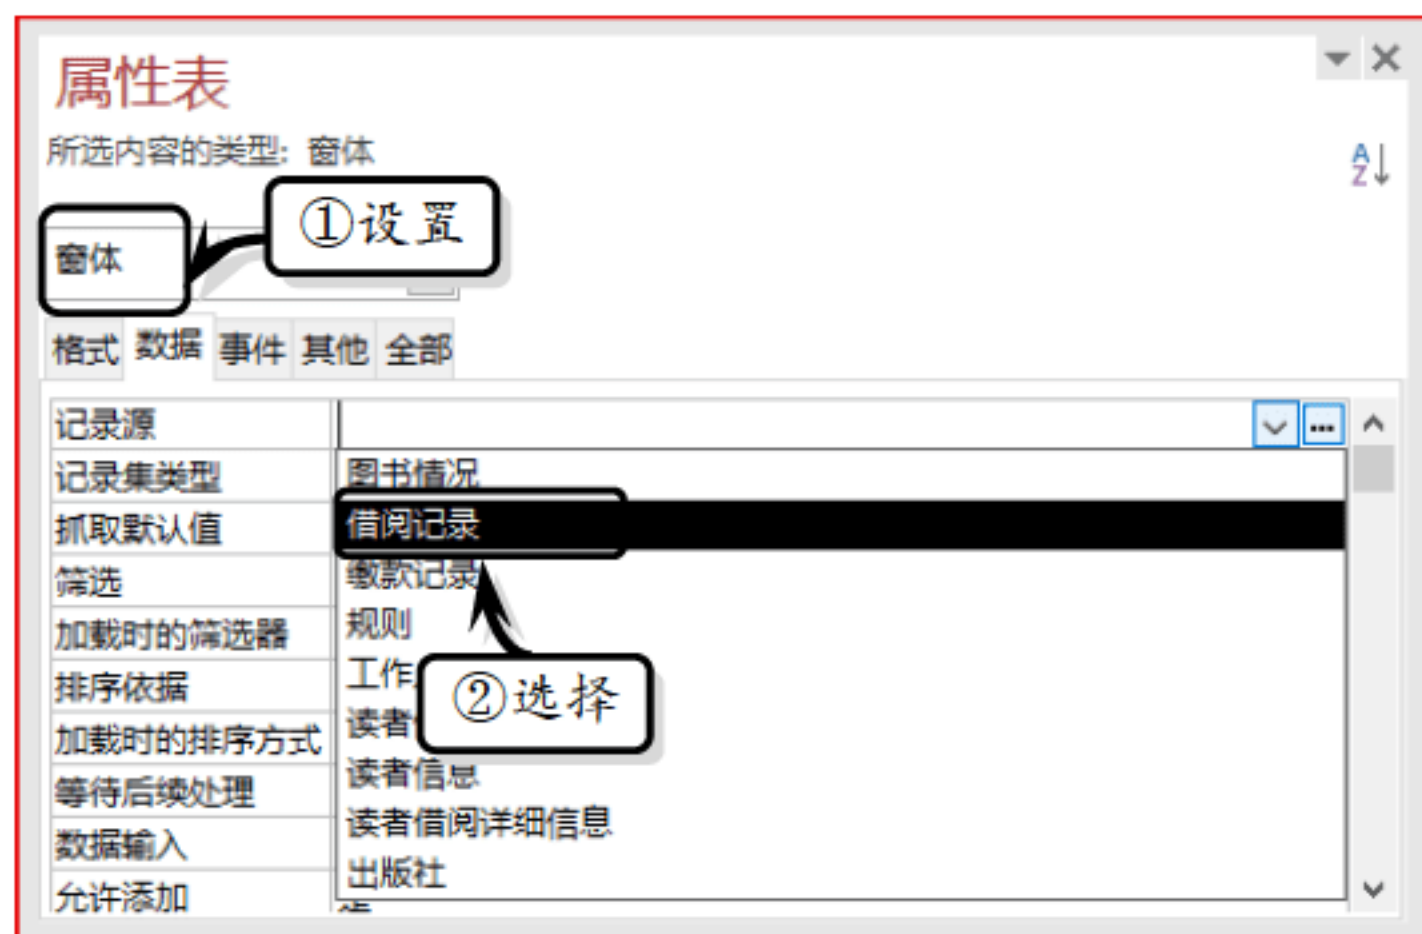 属性表
所选内容的类型: 窗体
①设置
窗体
格式 数据 事件 其他 全部
记录源
记录集类型 图书情况
抓取默认值 借阅记录
筛选 缴款记录
加载时的筛选器 规则
排序依据 工作
②选择
加载时的排序方式 读者
等待后续处理 读者信息
数据输入 读者借阅详细信息
允许添加 出版社